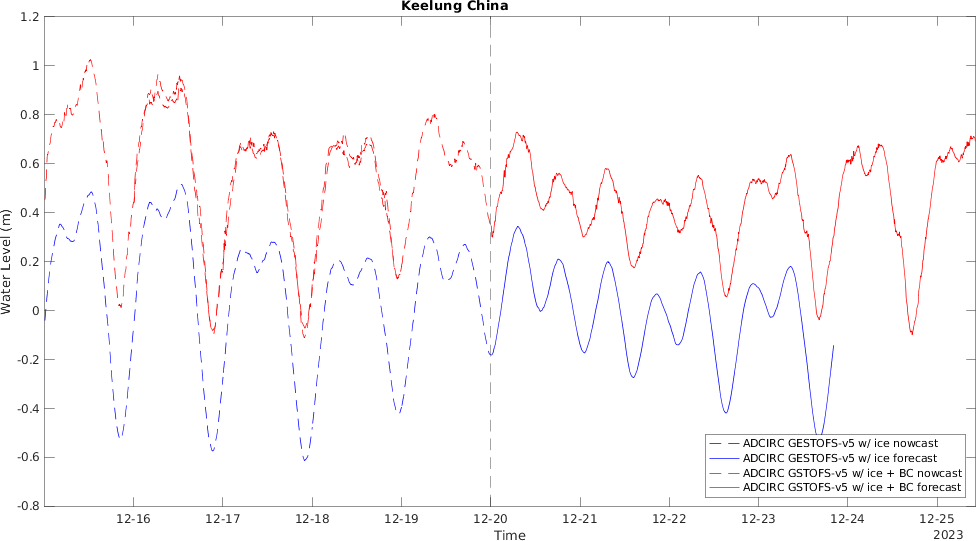 Keelung China
1.2
1
0.8
0.6
0.4
0.2
0
-0.2
-0.4
-0.6
-0.8
Water Level (m)
12-16 12-17 12-18 12-19 12-20 12-21 12-22 12-23 12-24 12-25
Time
2023
ADCIRC GESTOFS-v5 w/ ice nowcast
ADCIRC GESTOFS-v5 w/ ice forecast
ADCIRC GSTOFS-v5 w/ ice + BC nowcast
ADCIRC GSTOFS-v5 w/ ice + BC forecast